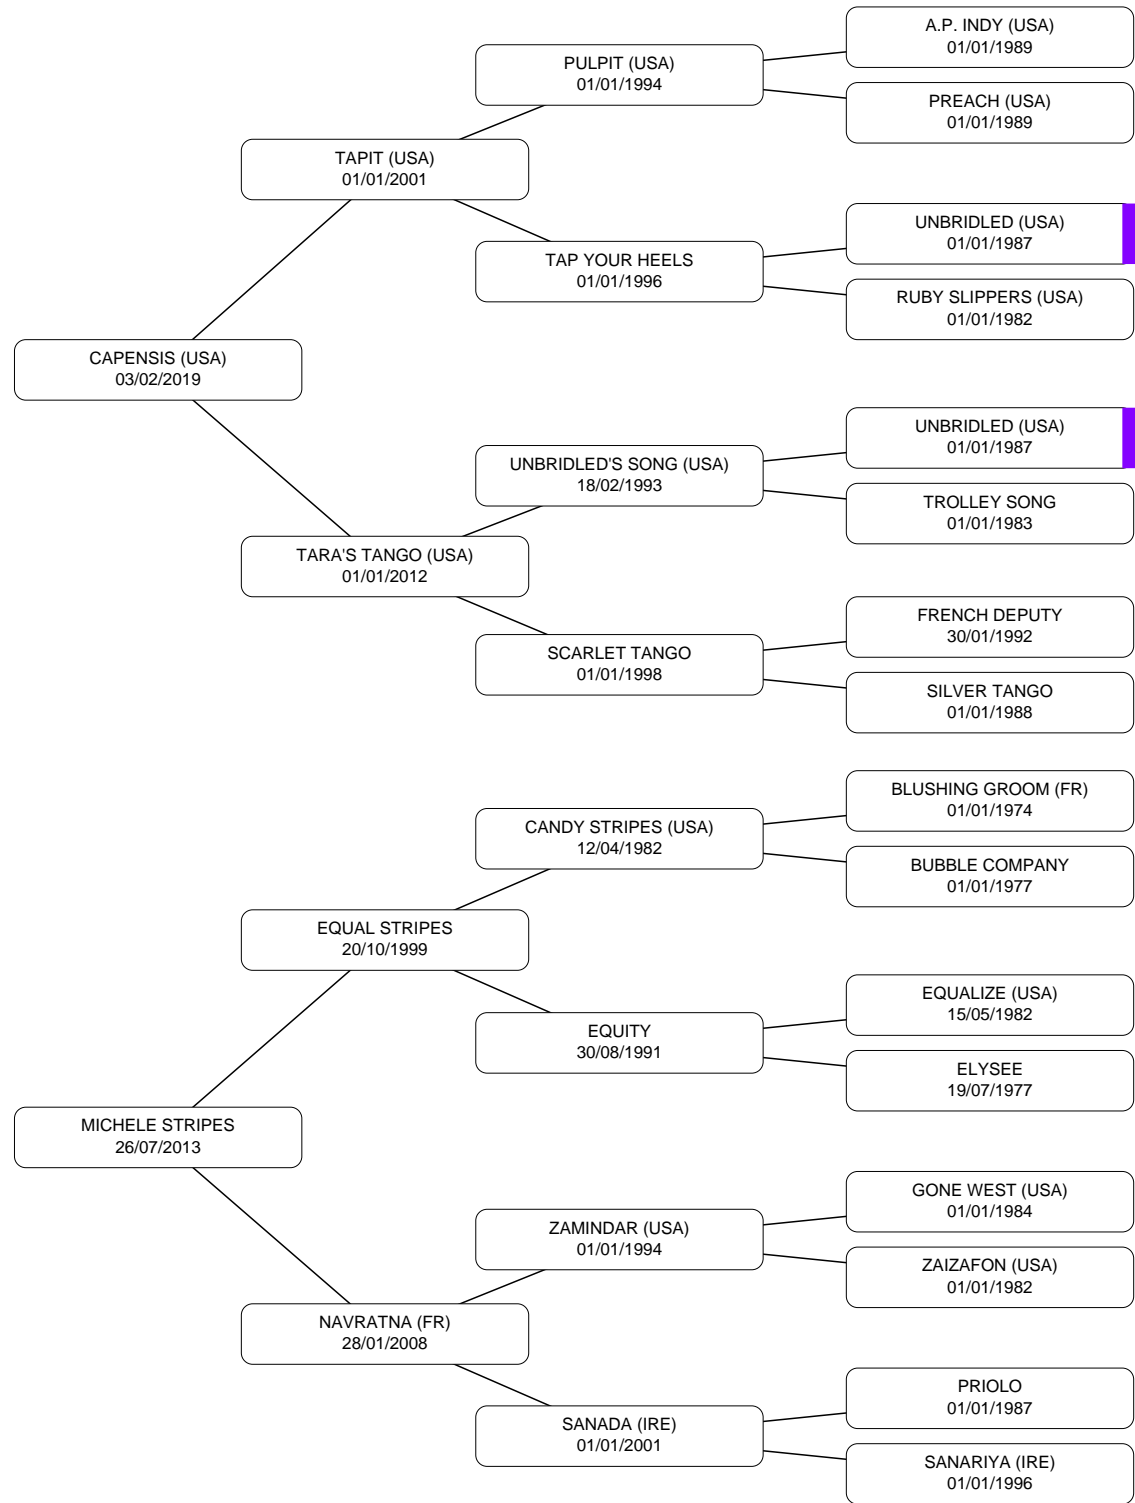 A.P. INDY (USA)
01/01/1989
PULPIT (USA)
01/01/1994
PREACH (USA)
01/01/1989
TAPIT (USA)
01/01/2001
UNBRIDLED (USA)
01/01/1987
TAP YOUR HEELS
01/01/1996
RUBY SLIPPERS (USA)
01/01/1982
CAPENSIS (USA)
03/02/2019
UNBRIDLED (USA)
01/01/1987
UNBRIDLED'S SONG (USA)
18/02/1993
TROLLEY SONG
01/01/1983
TARA'S TANGO (USA)
01/01/2012
FRENCH DEPUTY
30/01/1992
SCARLET TANGO
01/01/1998
SILVER TANGO
01/01/1988
BLUSHING GROOM (FR)
01/01/1974
CANDY STRIPES (USA)
12/04/1982
BUBBLE COMPANY
01/01/1977
EQUAL STRIPES
20/10/1999
EQUALIZE (USA)
15/05/1982
EQUITY
30/08/1991
ELYSEE
19/07/1977
MICHELE STRIPES
26/07/2013
GONE WEST (USA)
01/01/1984
ZAMINDAR (USA)
01/01/1994
ZAIZAFON (USA)
01/01/1982
NAVRATNA (FR)
28/01/2008
PRIOLO
01/01/1987
SANADA (IRE)
01/01/2001
SANARIYA (IRE)
01/01/1996